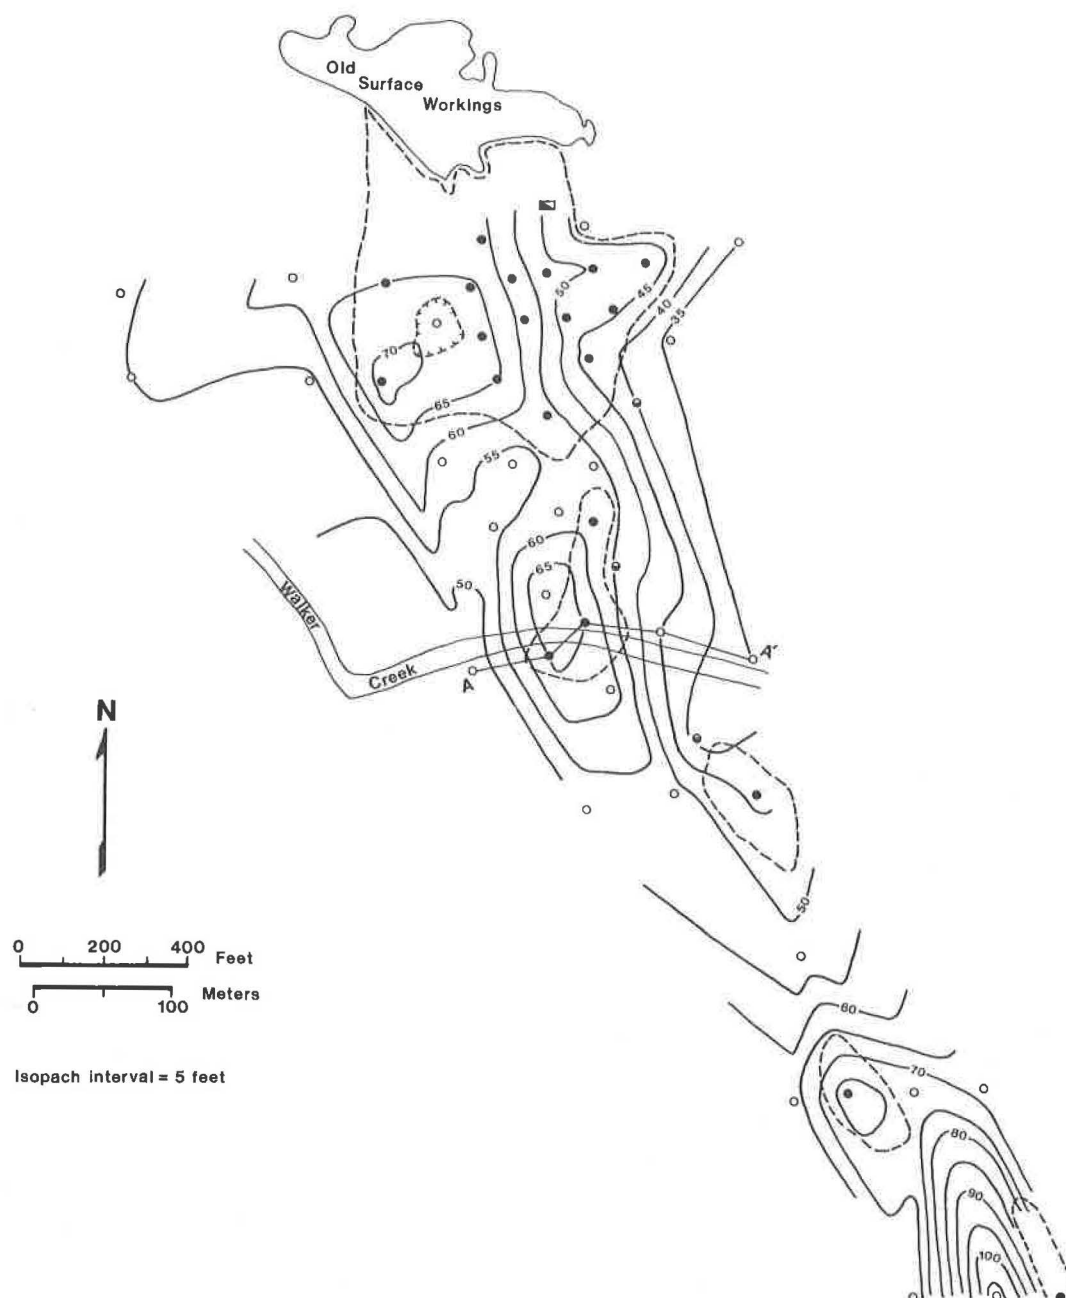 Old
Surface
Workings
50
45
40
35
70
65
60
55
60
65
50
Walker
Creek
A
A'
N
50
0 200 400 Feet
0 100 Meters
60
Isopach interval = 5 feet
70
80
90
100